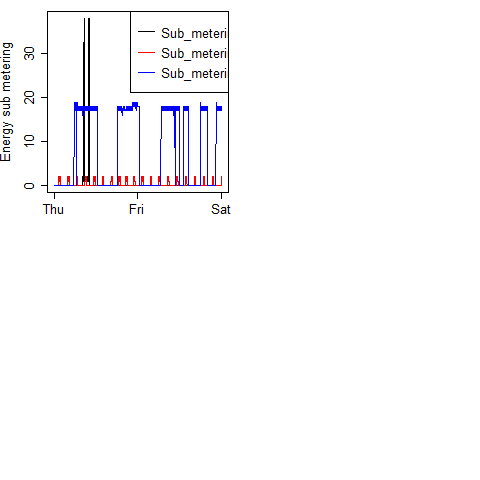 Energy sub metering
0
10
20
30
Thu
Fri
Sat
Sub_meteri
Sub_meteri
Sub_meteri